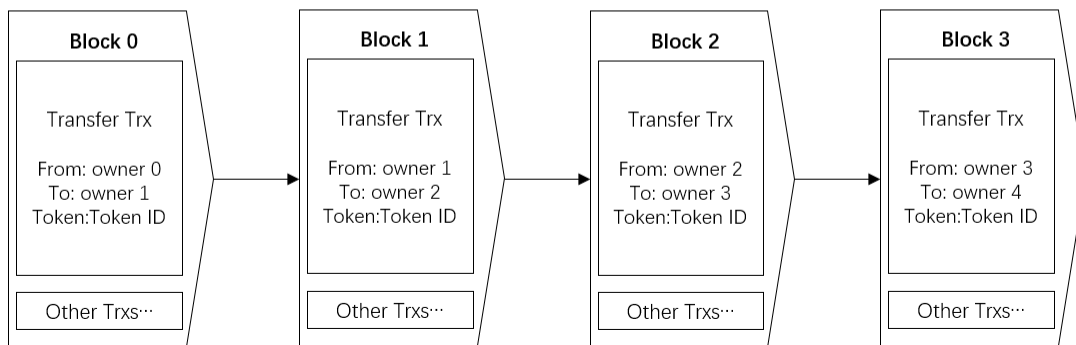 Block 0
Transfer Trx
From: owner 0
To: owner 1
Token:Token ID
Other Trxs···
Block 1
Transfer Trx
From: owner 1
To: owner 2
Token:Token ID
Other Trxs···
Block 2
Transfer Trx
From: owner 2
To: owner 3
Token:Token ID
Other Trxs···
Block 3
Transfer Trx
From: owner 3
To: owner 4
Token:Token ID
Other Trxs···